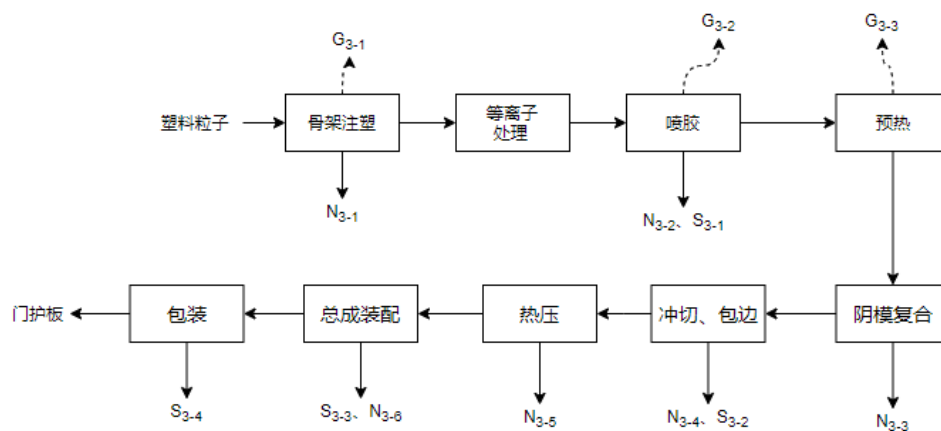 G3-1
G3-2
G3-3
塑料粒子
骨架注塑
等离子
处理
喷胶
预热
N3-1
N3-2、S3-1
门护板
包装
总成装配
热压
冲切、包边
阴模复合
S3-4
S3-3、N3-6
N3-5
N3-4、S3-2
N3-3